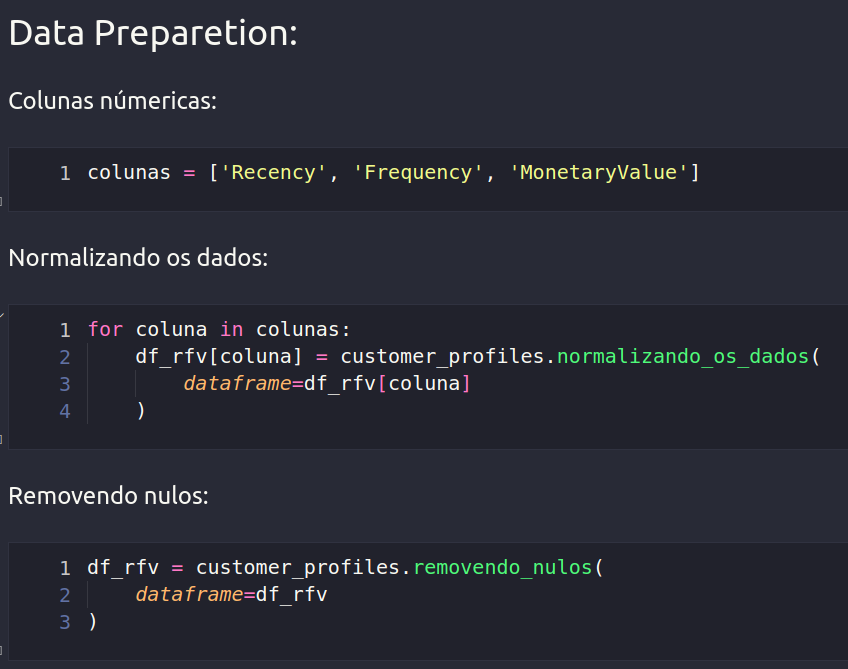 Data Preparetion:
Colunas númericas:
1 colunas = ['Recency', 'Frequency', 'MonetaryValue']
Normalizando os dados:
1 for coluna in colunas:
2     df_rfv[coluna] = customer_profiles.normalizando_os_dados(
3         dataframe=df_rfv[coluna]
4     )
Removendo nulos:
1 df_rfv = customer_profiles.removendo_nulos(
2     dataframe=df_rfv
3 )